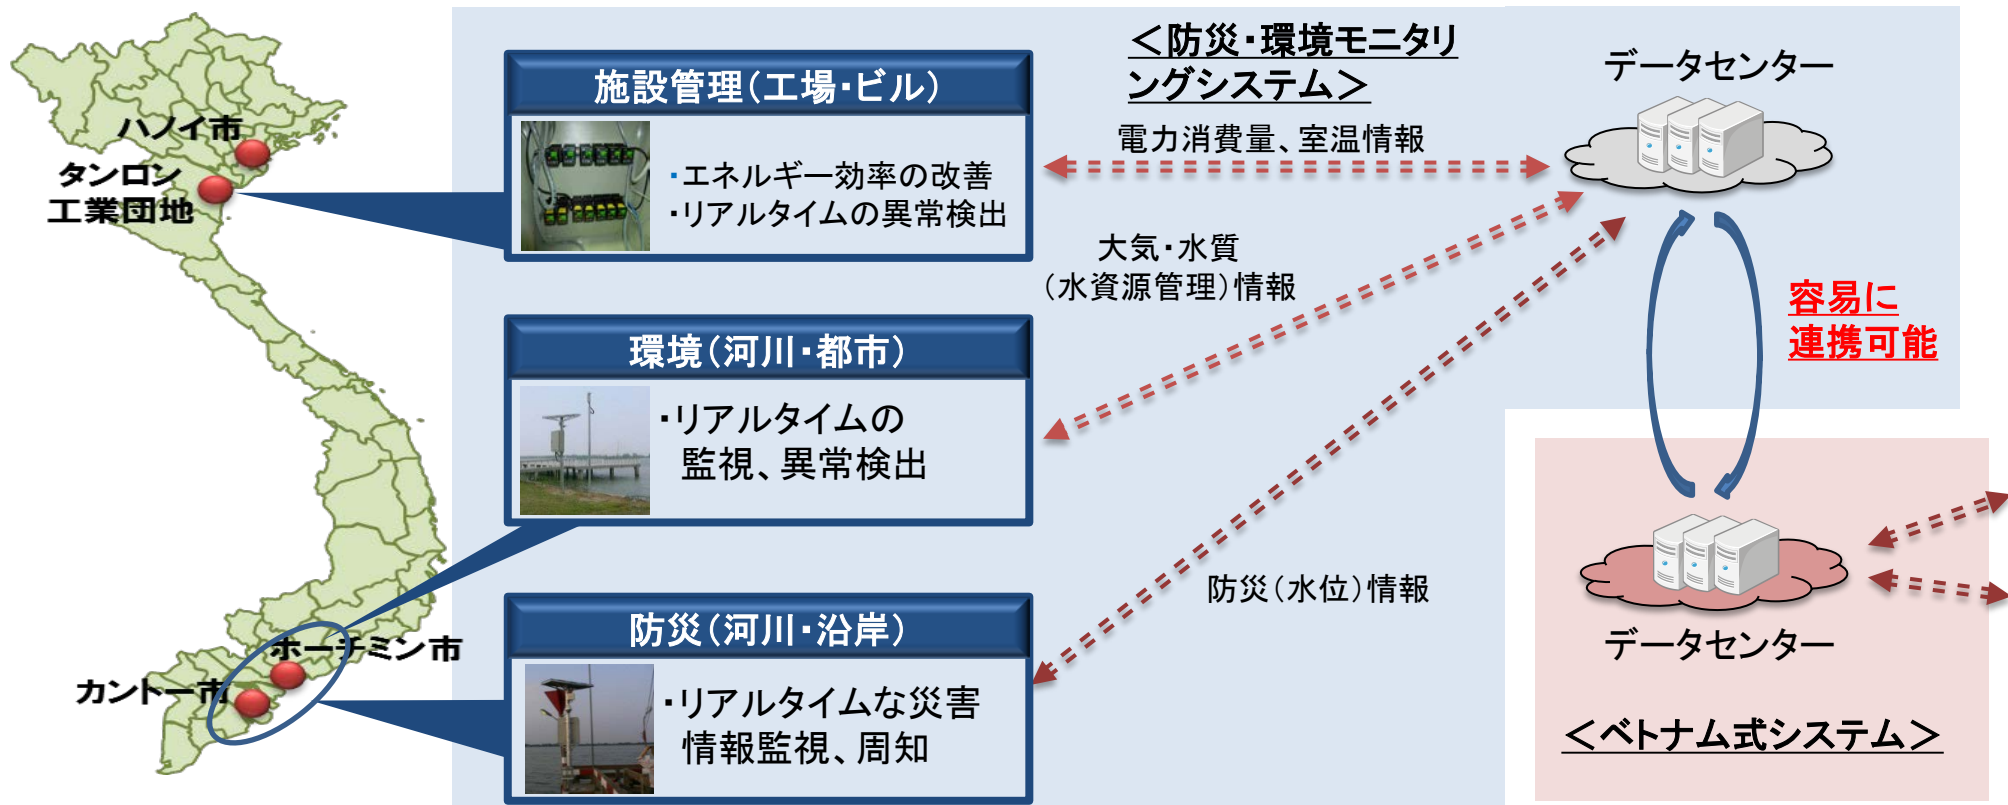 ハノイ市
タンロン
工業団地
ホーチミン市
カントー市
施設管理(工場・ビル)
・エネルギー効率の改善
・リアルタイムの異常検出
環境(河川・都市)
・リアルタイムの
監視、異常検出
防災(河川・沿岸)
・リアルタイムな災害
情報監視、周知
<防災・環境モニタリ
ングシステム>
電力消費量、室温情報
大気・水質
(水資源管理)情報
防災(水位)情報
データセンター
容易に
連携可能
データセンター
<ベトナム式システム>